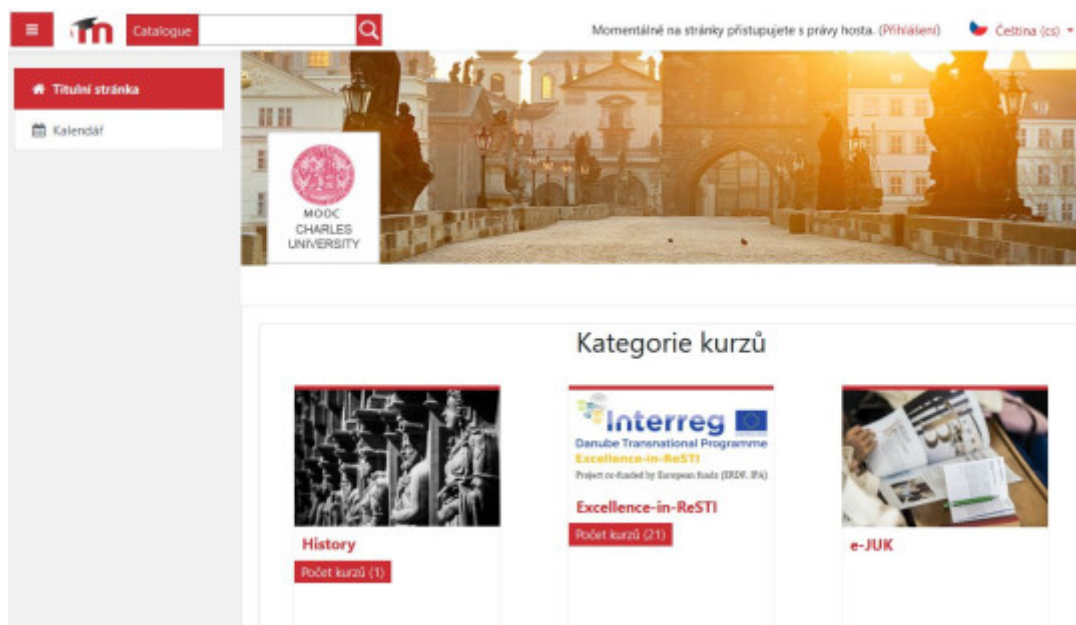 Catalogue
Momentálně na stránky přistupujete s právy hosta. (Přihlášení)
Čeština (cs)
Titulní stránka
Kalendář
MOOC
CHARLES
UNIVERSITY
Kategorie kurzů
History
Počet kurzů (1)
Interreg
Danube Transnational Programme
Excellence-in-ReSTI
Project co-funded by European funds (ERDF, IPA)
Excellence-in-ReSTI
Počet kurzů (21)
e-JUK